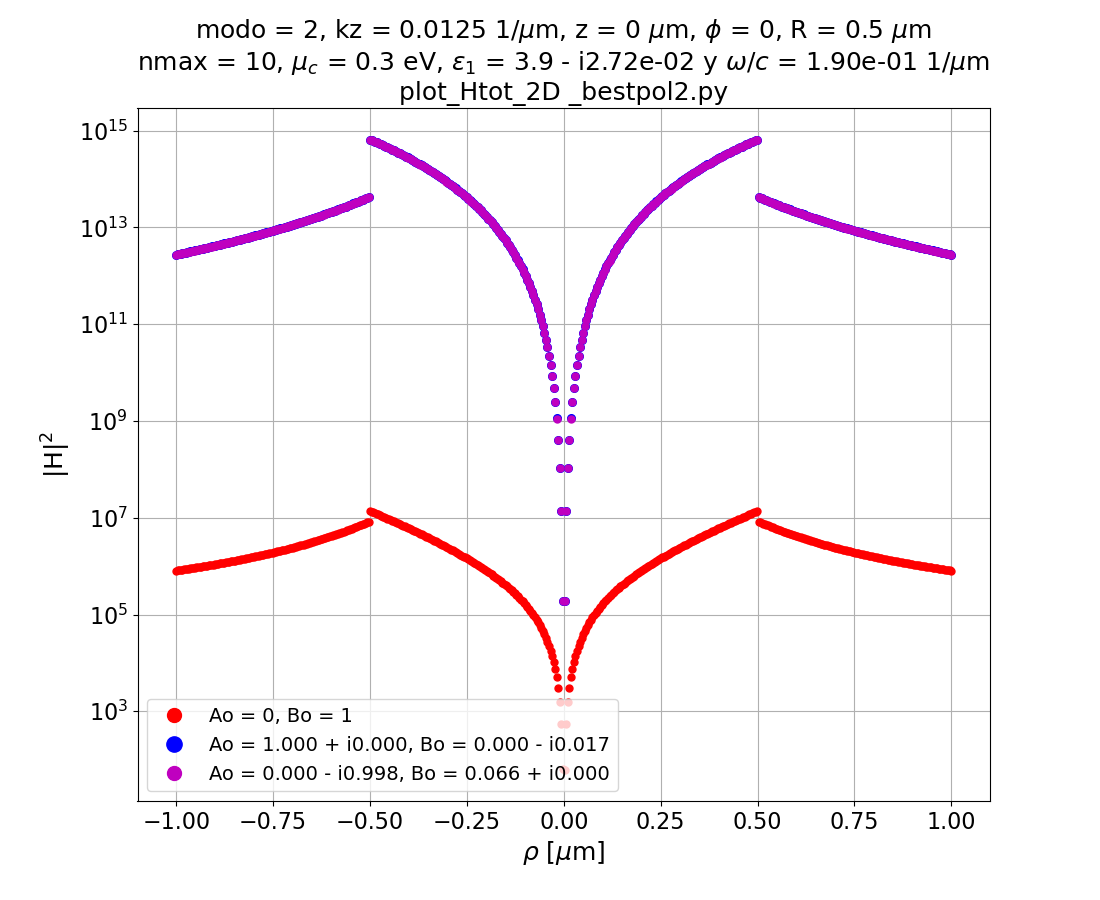 modo = 2, kz = 0.0125 1/μm, z = 0 μm, ϕ = 0, R = 0.5 μm
nmax = 10, μ_c = 0.3 eV, ε_1 = 3.9 - i2.72e-02 y ω/c = 1.90e-01 1/μm
plot_Htot_2D _bestpol2.py
|H|^2
10^15
10^13
10^11
10^9
10^7
10^5
10^3
Ao = 0, Bo = 1
Ao = 1.000 + i0.000, Bo = 0.000 - i0.017
Ao = 0.000 - i0.998, Bo = 0.066 + i0.000
−1.00 −0.75 −0.50 −0.25 0.00 0.25 0.50 0.75 1.00
ρ [μm]